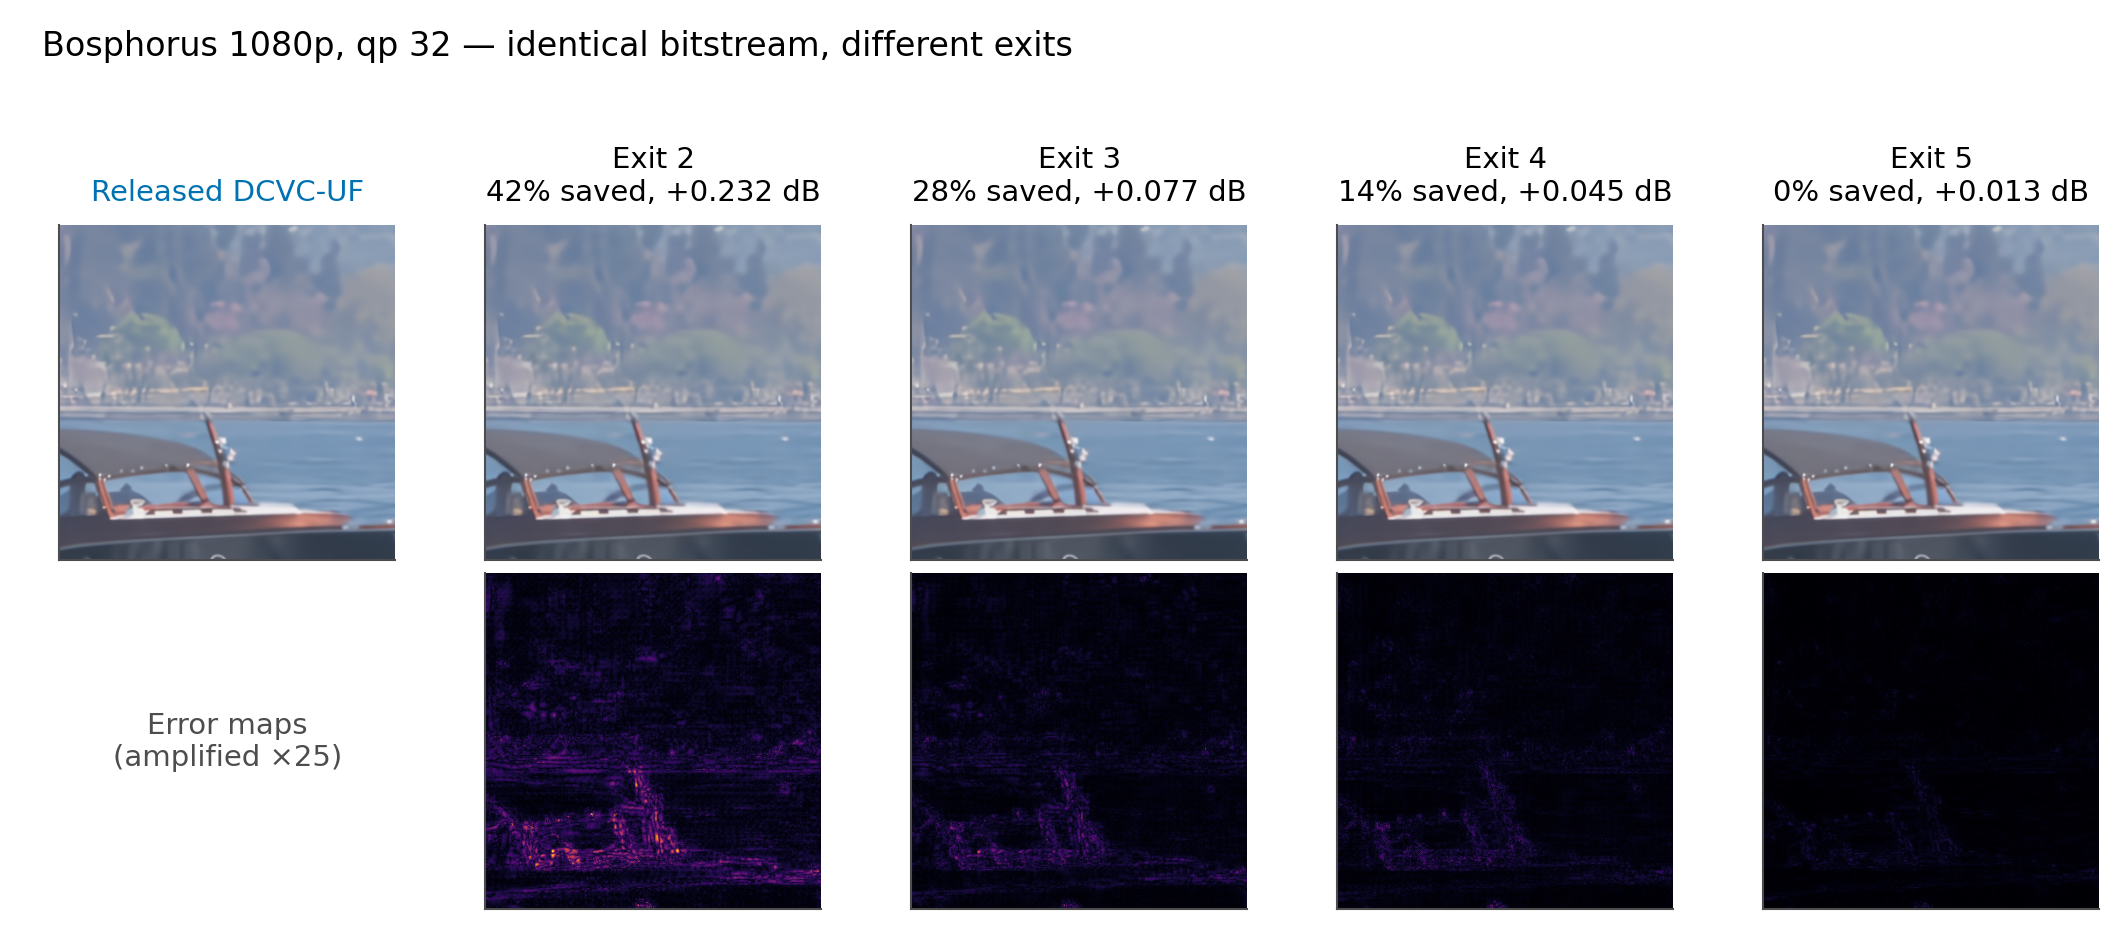 Bosphorus 1080p, qp 32 — identical bitstream, different exits
Released DCVC-UF
Exit 2
42% saved, +0.232 dB
Exit 3
28% saved, +0.077 dB
Exit 4
14% saved, +0.045 dB
Exit 5
0% saved, +0.013 dB
Error maps
(amplified ×25)